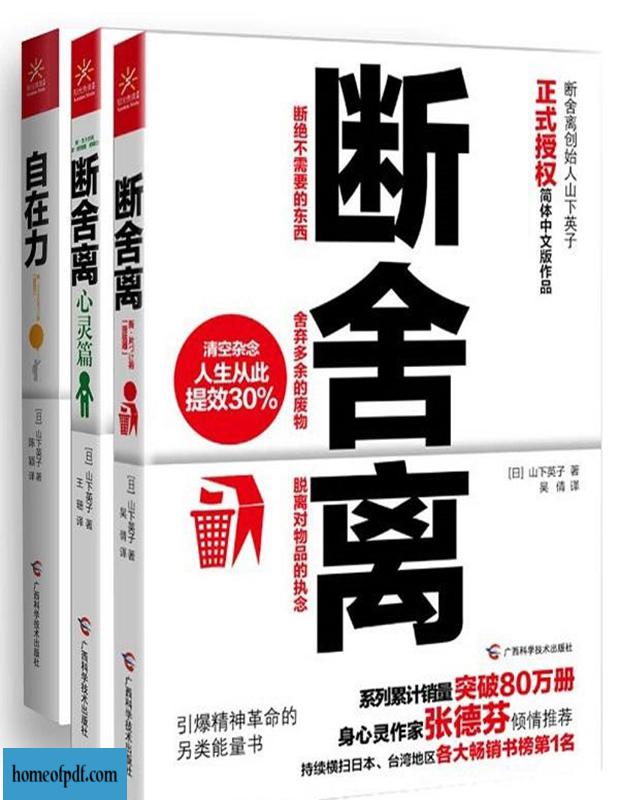 自在力
[日]山下英子 著
陈颖 译
广西科学技术出版社
断舍离
心灵篇
[日]山下英子 著
王珊 译
广西科学技术出版社
断舍离
[日]山下英子 著
吴倩 译
广西科学技术出版社
断舍离
断绝不需要的东西
舍弃多余的废物
脱离对物品的执念
断舍离创始人山下英子
正式授权 简体中文版作品
清空杂念
人生从此
提效30%
[日] 山下英子 著
吴倩 译
广西科学技术出版社
引爆精神革命的
另类能量书
系列累计销量突破80万册
身心灵作家张德芬倾情推荐
持续横扫日本、台湾地区各大畅销书榜第1名
homeofpdf.com